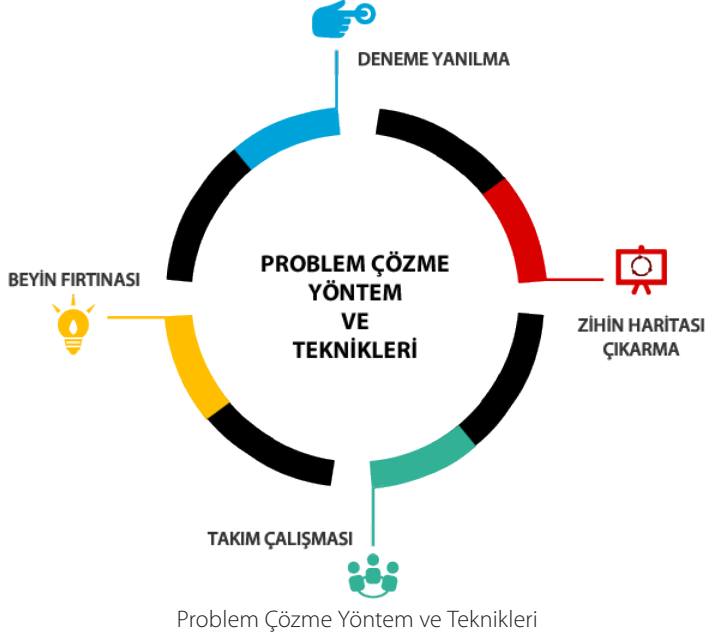 DENEME YANILMA
BEYİN FIRTINASI
PROBLEM ÇÖZME
YÖNTEM
VE
TEKNİKLERİ
ZİHİN HARİTASI
ÇIKARMA
TAKIM ÇALIŞMASI
Problem Çözme Yöntem ve Teknikleri